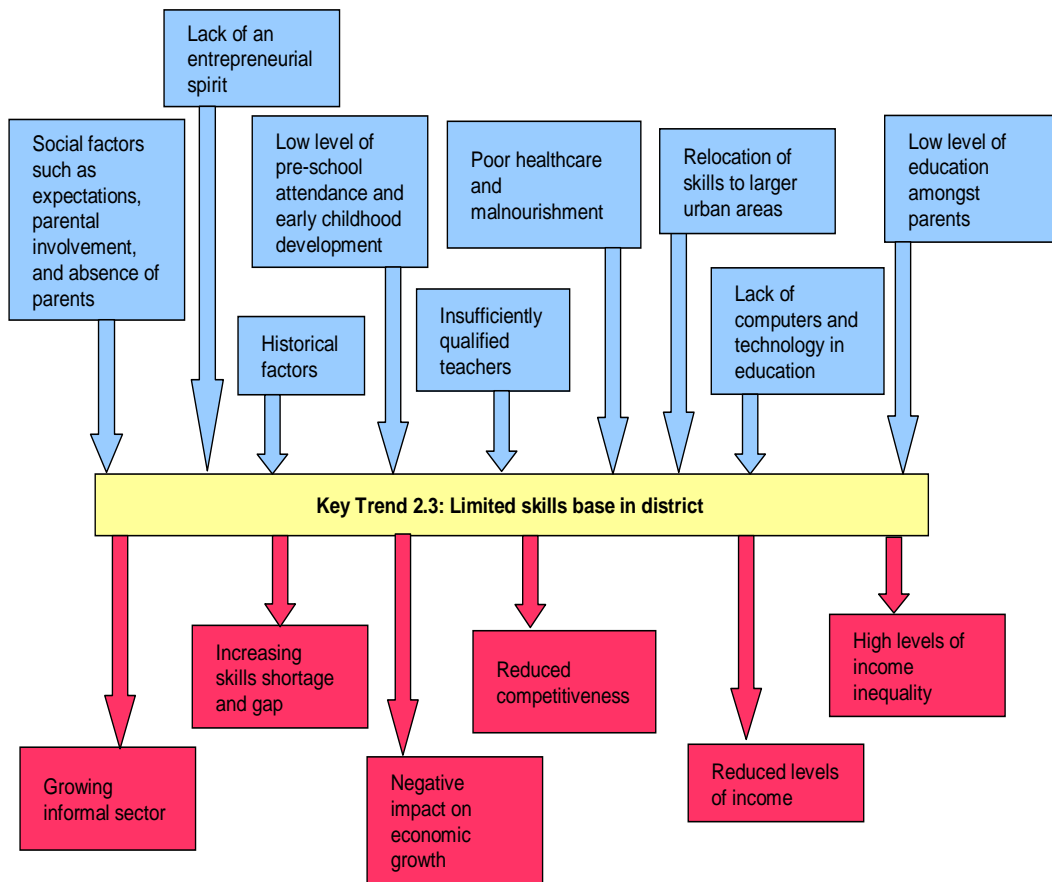 Lack of an
entrepreneurial
spirit
Social factors
such as
expectations,
parental
involvement,
and absence of
parents
Low level of
pre-school
attendance and
early childhood
development
Poor healthcare
and
malnourishment
Relocation of
skills to larger
urban areas
Low level of
education
amongst
parents
Historical
factors
Insufficiently
qualified
teachers
Lack of
computers and
technology in
education
Key Trend 2.3: Limited skills base in district
Increasing
skills shortage
and gap
Reduced
competitiveness
High levels of
income
inequality
Growing
informal sector
Negative
impact on
economic
growth
Reduced levels
of income